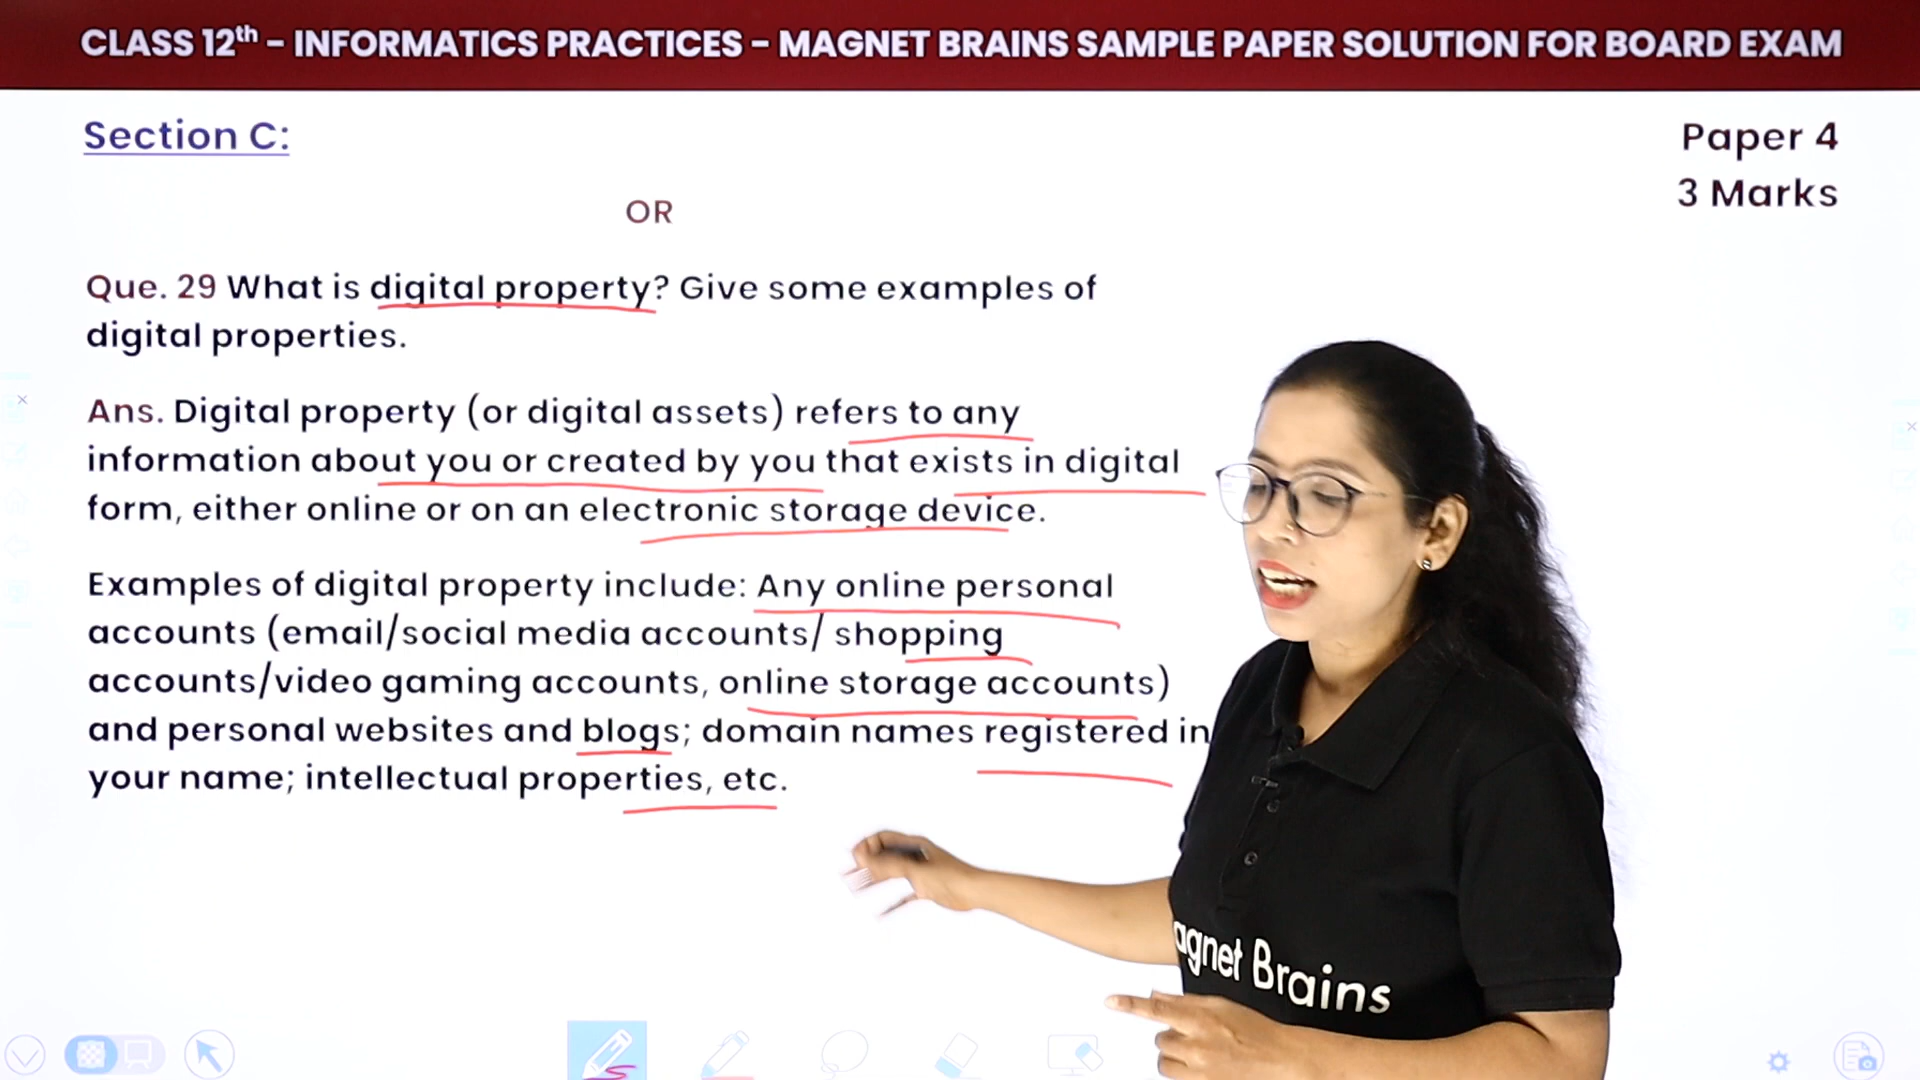 CLASS 12th - INFORMATICS PRACTICES - MAGNET BRAINS SAMPLE PAPER SOLUTION FOR BOARD EXAM
Section C:
Paper 4
3 Marks
OR
Que. 29 What is digital property? Give some examples of
digital properties.
Ans. Digital property (or digital assets) refers to any
information about you or created by you that exists in digital
form, either online or on an electronic storage device.
Examples of digital property include: Any online personal
accounts (email/social media accounts/ shopping
accounts/video gaming accounts, online storage accounts)
and personal websites and blogs; domain names registered in
your name; intellectual properties, etc.
agnet Brains